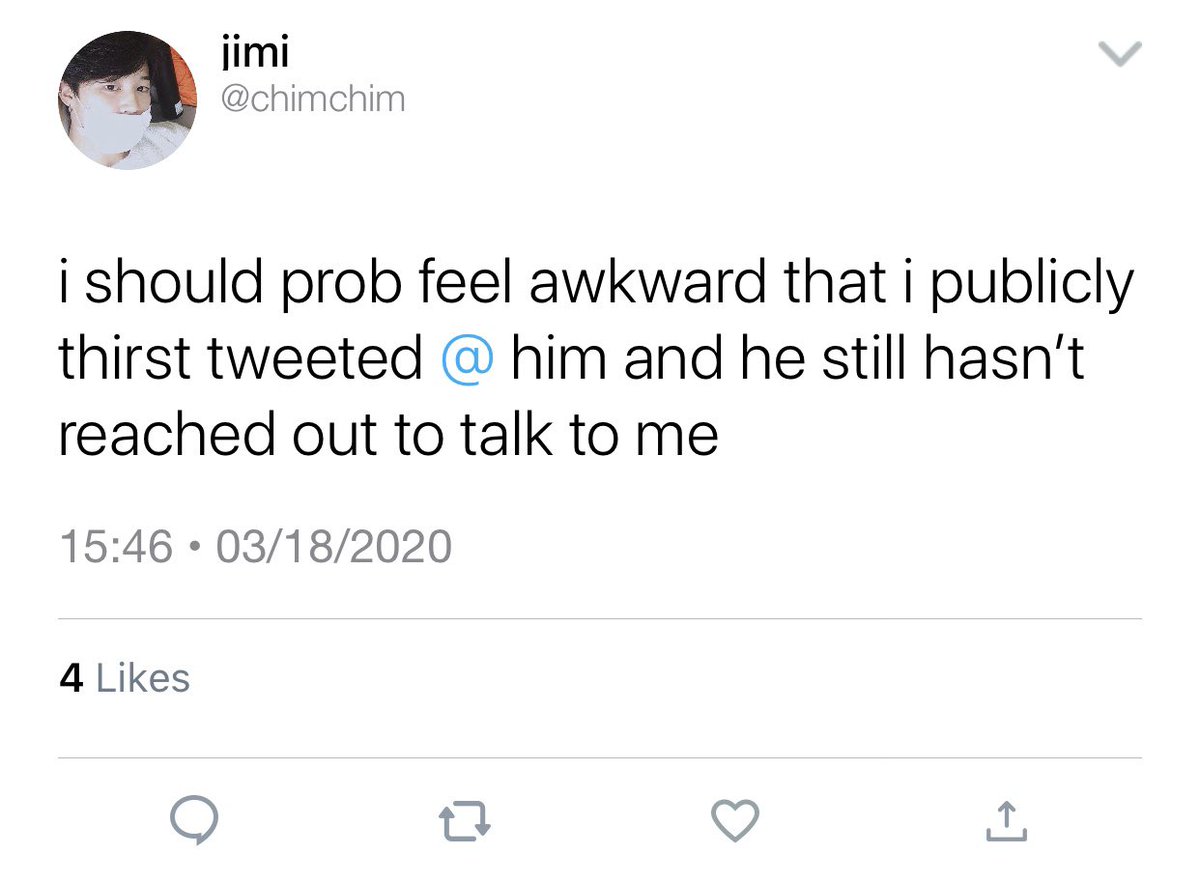 jimi
@chimchim
i should prob feel awkward that i publicly
thirst tweeted @ him and he still hasn’t
reached out to talk to me
15:46 • 03/18/2020
4 Likes